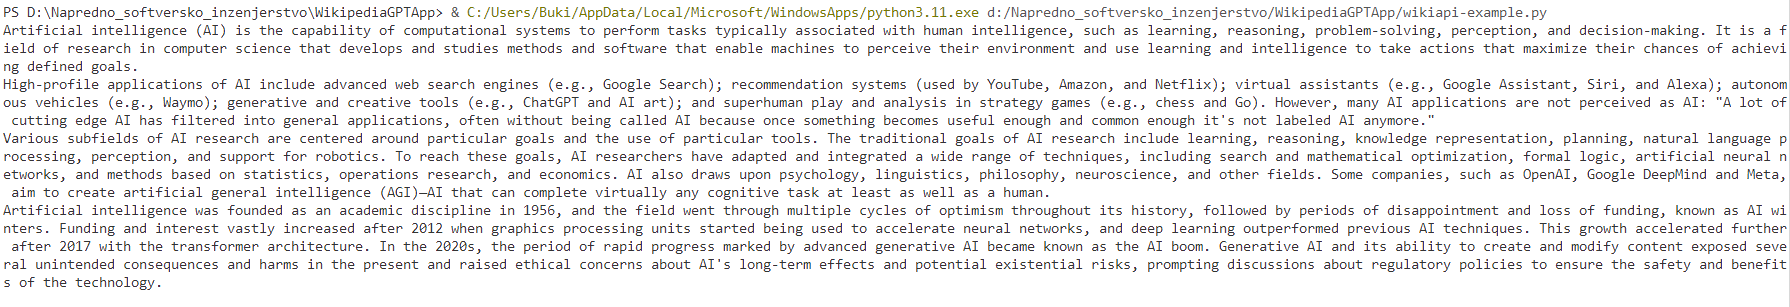 PS D:\Napredno_softversko_inzenjerstvo\WikipediaGPTApp> & C:/Users/Buki/AppData/Local/Microsoft/WindowsApps/python3.11.exe d:/Napredno_softversko_inzenjerstvo/WikipediaGPTApp/wikiapi-example.py
Artificial intelligence (AI) is the capability of computational systems to perform tasks typically associated with human intelligence, such as learning, reasoning, problem-solving, perception, and decision-making. It is a f
ield of research in computer science that develops and studies methods and software that enable machines to perceive their environment and use learning and intelligence to take actions that maximize their chances of achievi
ng defined goals.
High-profile applications of AI include advanced web search engines (e.g., Google Search); recommendation systems (used by YouTube, Amazon, and Netflix); virtual assistants (e.g., Google Assistant, Siri, and Alexa); autonom
ous vehicles (e.g., Waymo); generative and creative tools (e.g., ChatGPT and AI art); and superhuman play and analysis in strategy games (e.g., chess and Go). However, many AI applications are not perceived as AI: "A lot of
 cutting edge AI has filtered into general applications, often without being called AI because once something becomes useful enough and common enough it's not labeled AI anymore."
Various subfields of AI research are centered around particular goals and the use of particular tools. The traditional goals of AI research include learning, reasoning, knowledge representation, planning, natural language p
rocessing, perception, and support for robotics. To reach these goals, AI researchers have adapted and integrated a wide range of techniques, including search and mathematical optimization, formal logic, artificial neural n
etworks, and methods based on statistics, operations research, and economics. AI also draws upon psychology, linguistics, philosophy, neuroscience, and other fields. Some companies, such as OpenAI, Google DeepMind and Meta,
 aim to create artificial general intelligence (AGI)—AI that can complete virtually any cognitive task at least as well as a human.
Artificial intelligence was founded as an academic discipline in 1956, and the field went through multiple cycles of optimism throughout its history, followed by periods of disappointment and loss of funding, known as AI wi
nters. Funding and interest vastly increased after 2012 when graphics processing units started being used to accelerate neural networks, and deep learning outperformed previous AI techniques. This growth accelerated further
 after 2017 with the transformer architecture. In the 2020s, the period of rapid progress marked by advanced generative AI became known as the AI boom. Generative AI and its ability to create and modify content exposed seve
ral unintended consequences and harms in the present and raised ethical concerns about AI's long-term effects and potential existential risks, prompting discussions about regulatory policies to ensure the safety and benefit
s of the technology.